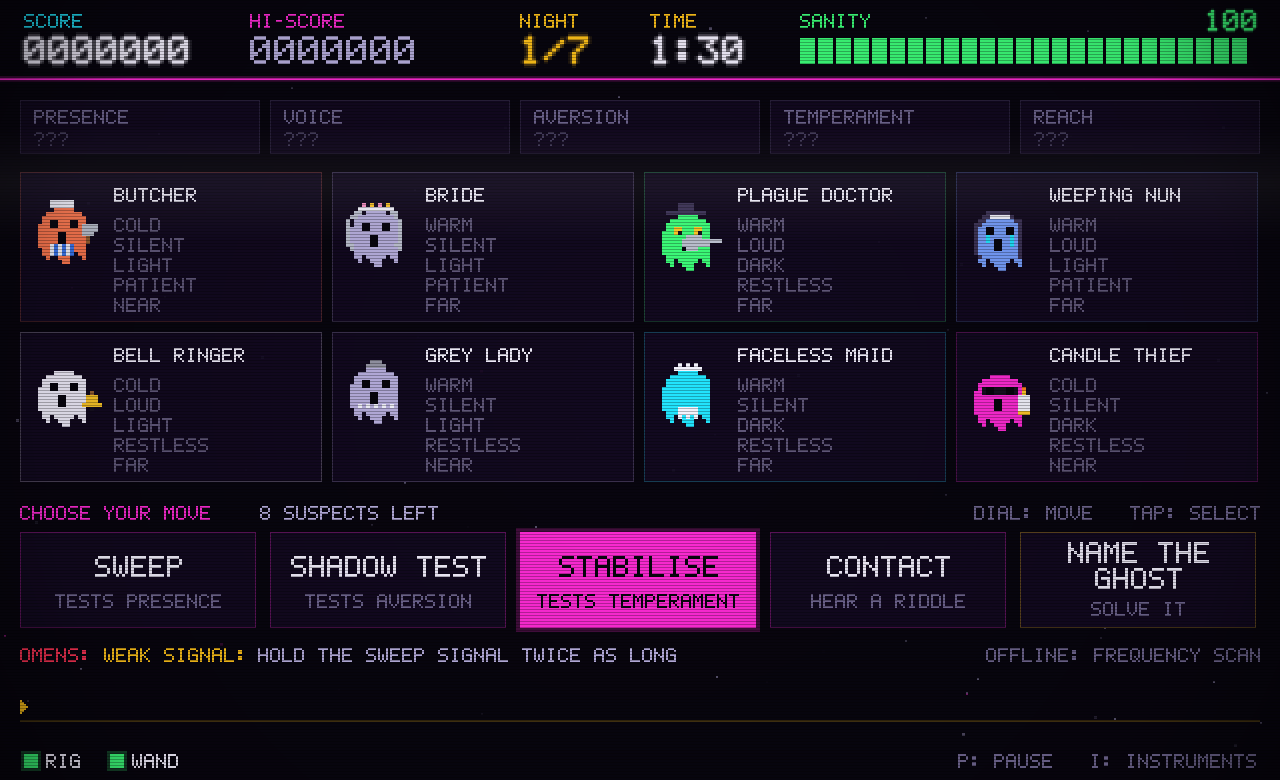 SCORE HI-SCORE NIGHT TIME SANITY 100
0000000 0000000 1/7 1:30
PRESENCE VOICE AVERSION TEMPERAMENT REACH
??? ??? ??? ??? ???
BUTCHER
COLD
SILENT
LIGHT
PATIENT
NEAR
BRIDE
WARM
SILENT
LIGHT
PATIENT
FAR
PLAGUE DOCTOR
WARM
LOUD
DARK
RESTLESS
FAR
WEEPING NUN
WARM
LOUD
LIGHT
PATIENT
FAR
BELL RINGER
COLD
LOUD
LIGHT
RESTLESS
FAR
GREY LADY
WARM
SILENT
LIGHT
RESTLESS
NEAR
FACELESS MAID
WARM
SILENT
DARK
RESTLESS
FAR
CANDLE THIEF
COLD
SILENT
DARK
RESTLESS
NEAR
CHOOSE YOUR MOVE 8 SUSPECTS LEFT DIAL: MOVE TAP: SELECT
SWEEP
TESTS PRESENCE
SHADOW TEST
TESTS AVERSION
STABILISE
TESTS TEMPERAMENT
CONTACT
HEAR A RIDDLE
NAME THE
GHOST
SOLVE IT
OMENS: WEAK SIGNAL: HOLD THE SWEEP SIGNAL TWICE AS LONG OFFLINE: FREQUENCY SCAN
RIG WAND P: PAUSE I: INSTRUMENTS